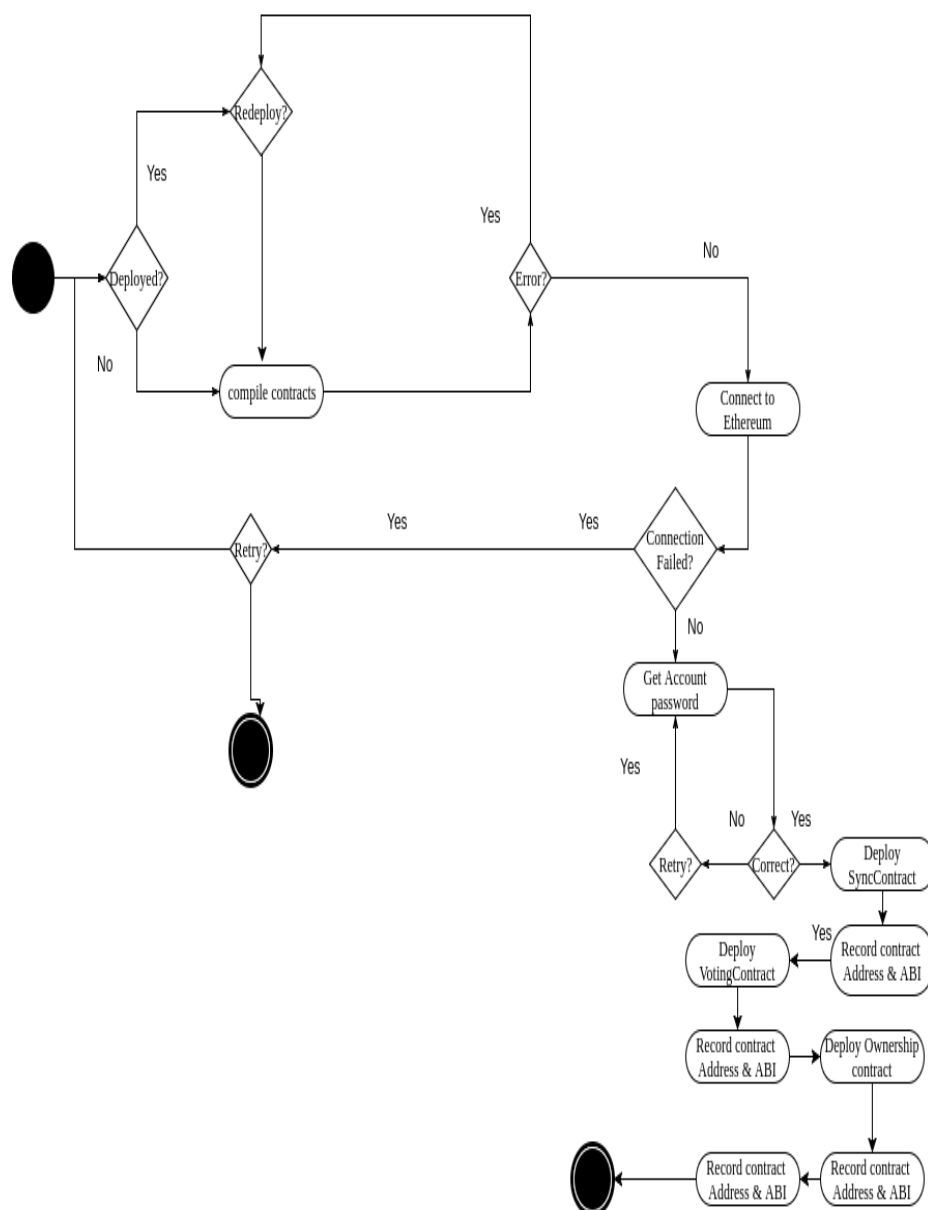 Redeploy?
Yes
Deployed?
No
compile contracts
Yes
Error?
No
Connect to
Ethereum
Connection
Failed?
Yes
Yes
Retry?
No
Get Account
password
Yes
No
Yes
Retry?
Correct?
Deploy
SyncContract
Yes
Record contract
Address & ABI
Deploy
VotingContract
Record contract
Address & ABI
Deploy Ownership
contract
Record contract
Address & ABI
Record contract
Address & ABI